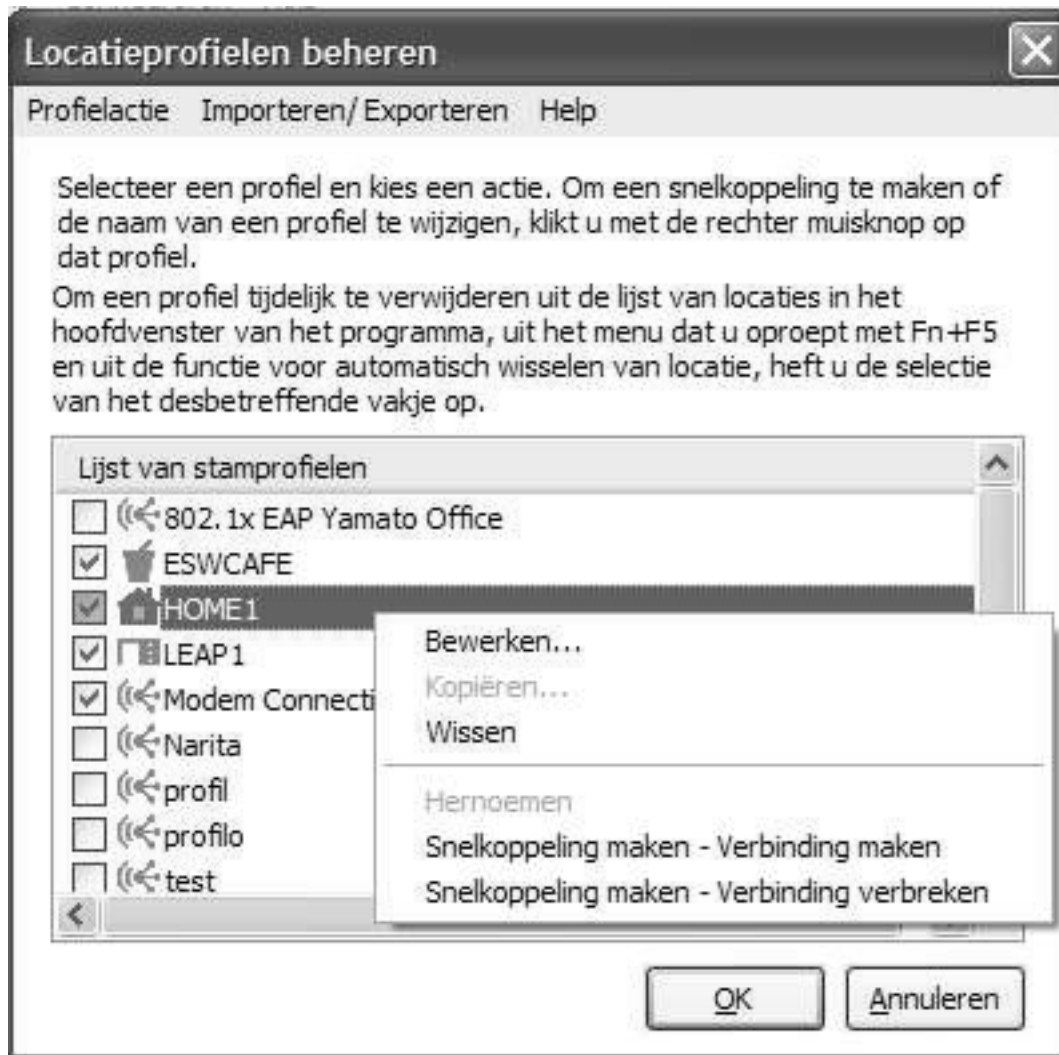 Locatieprofielen beheren
Profielactie Importeren/Exporteren Help
Selecteer een profiel en kies een actie. Om een snelkoppeling te maken of
de naam van een profiel te wijzigen, klikt u met de rechter muisknop op
dat profiel.
Om een profiel tijdelijk te verwijderen uit de lijst van locaties in het
hoofdvenster van het programma, uit het menu dat u oproept met Fn+F5
en uit de functie voor automatisch wisselen van locatie, heft u de selectie
van het desbetreffende vakje op.
Lijst van stamprofielen
802.1x EAP Yamato Office
ESWCAFE
HOME1
LEAP1
Modem Connecti
Narita
profil
profilo
test
Bewerken...
Kopiëren...
Wissen
Hernoemen
Snelkoppeling maken - Verbinding maken
Snelkoppeling maken - Verbinding verbreken
OK Annuleren